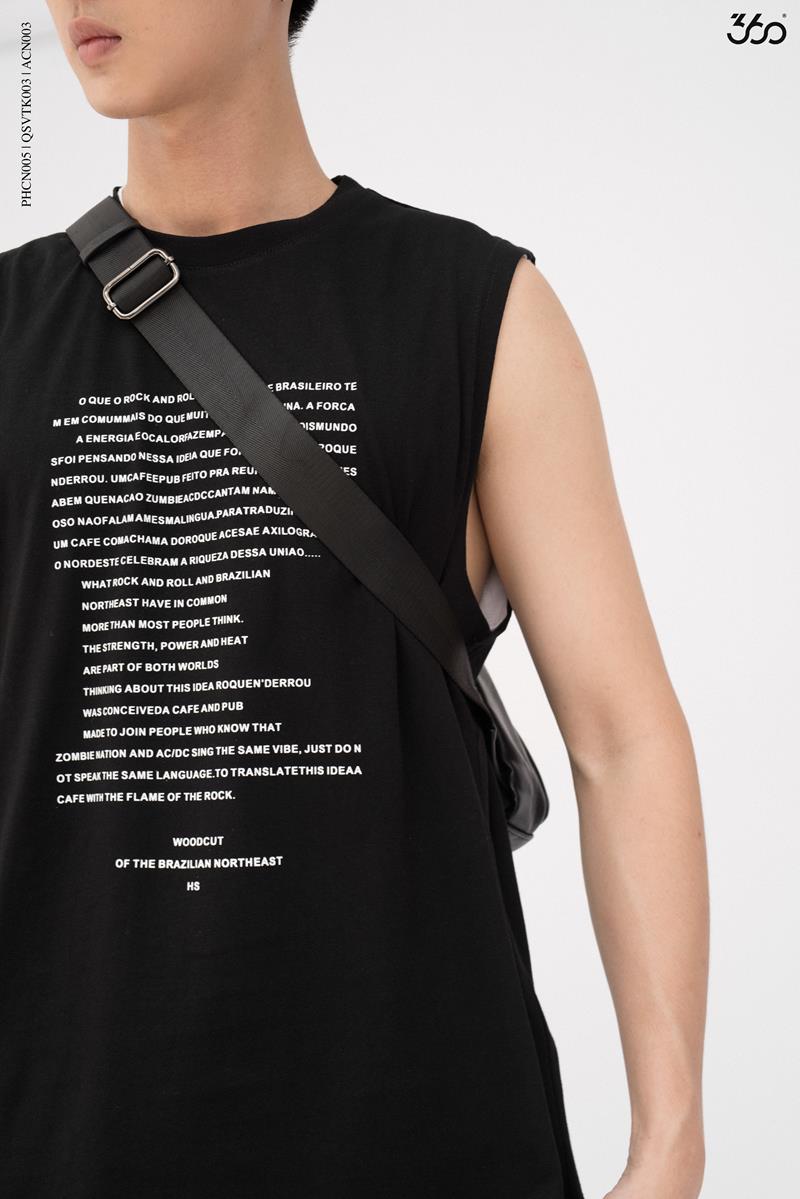 360
PHCN005 | QSVTK003 | ACN003
O QUE O ROCK AND BRASILEIRO TE
M EM COMUMMAIS DO QUE A FORCA
A ENERGIA EOCALORFAZEMPA OISMUNDO
SFOI PENSANDO NESSA IDEIA QUE ROQUE
NDERROU. UMCAFEEPUB FEITO PRA
ABEM QUENACAO ZUMBIEACDCCANTAM
OSO NAOFALAMAMESMALINGUA.PARATRADUZI
UM CAFE COMACHAMA DOROQUE ACESAE AXILOGRA
O NORDESTE CELEBRAM A RIQUEZA DESSA UNIAO.....
WHAT ROCK AND ROLL AND BRAZILIAN
NORTHEAST HAVE IN COMMON
MORE THAN MOST PEOPLE THINK.
THE STRENGTH, POWER AND HEAT
ARE PART OF BOTH WORLDS
THINKING ABOUT THIS IDEA ROQUEN'DERROU
WAS CONCEIVEDA CAFE AND PUB
MADE TO JOIN PEOPLE WHO KNOW THAT
ZOMBIE NATION AND AC/DC SING THE SAME VIBE, JUST DO N
OT SPEAK THE SAME LANGUAGE.TO TRANSLATETHIS IDEAA
CAFE WITH THE FLAME OF THE ROCK.
WOODCUT
OF THE BRAZILIAN NORTHEAST
HS